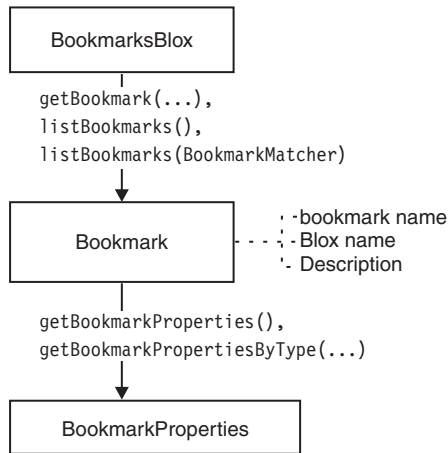 BookmarksBlox
getBookmark(...),
listBookmarks(),
listBookmarks(BookmarkMatcher)
bookmark name
Bookmark
Blox name
Description
getBookmarkProperties(),
getBookmarkPropertiesByType(...)
BookmarkProperties